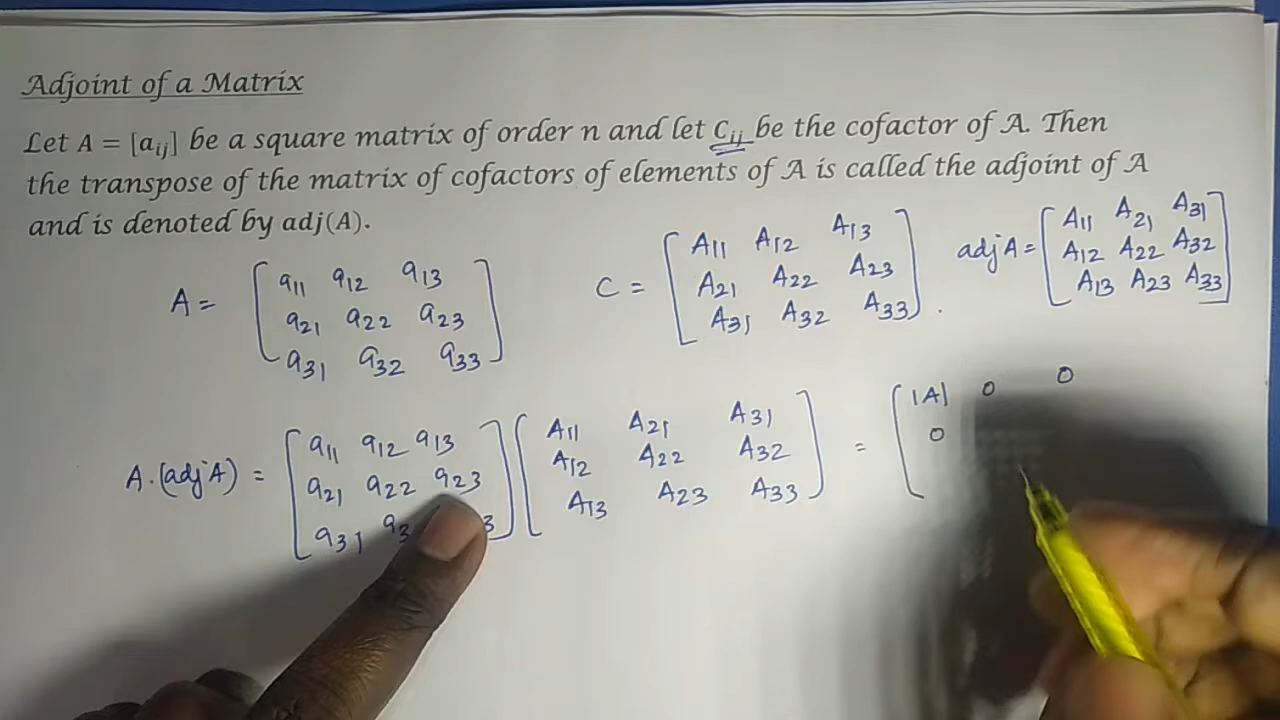 Adjoint of a Matrix
Let A = [aij] be a square matrix of order n and let Cij be the cofactor of A. Then
the transpose of the matrix of cofactors of elements of A is called the adjoint of A
and is denoted by adj(A).
A = [a11 a12 a13
a21 a22 a23
a31 a32 a33]
C = [A11 A12 A13
A21 A22 A23
A31 A32 A33].
adj A = [A11 A21 A31
A12 A22 A32
A13 A23 A33]
A.(adj A) = [a11 a12 a13
a21 a22 a23
a31]
[A11 A21 A31
A12 A22 A32
A13 A23 A33]
= [|A| 0 0
0